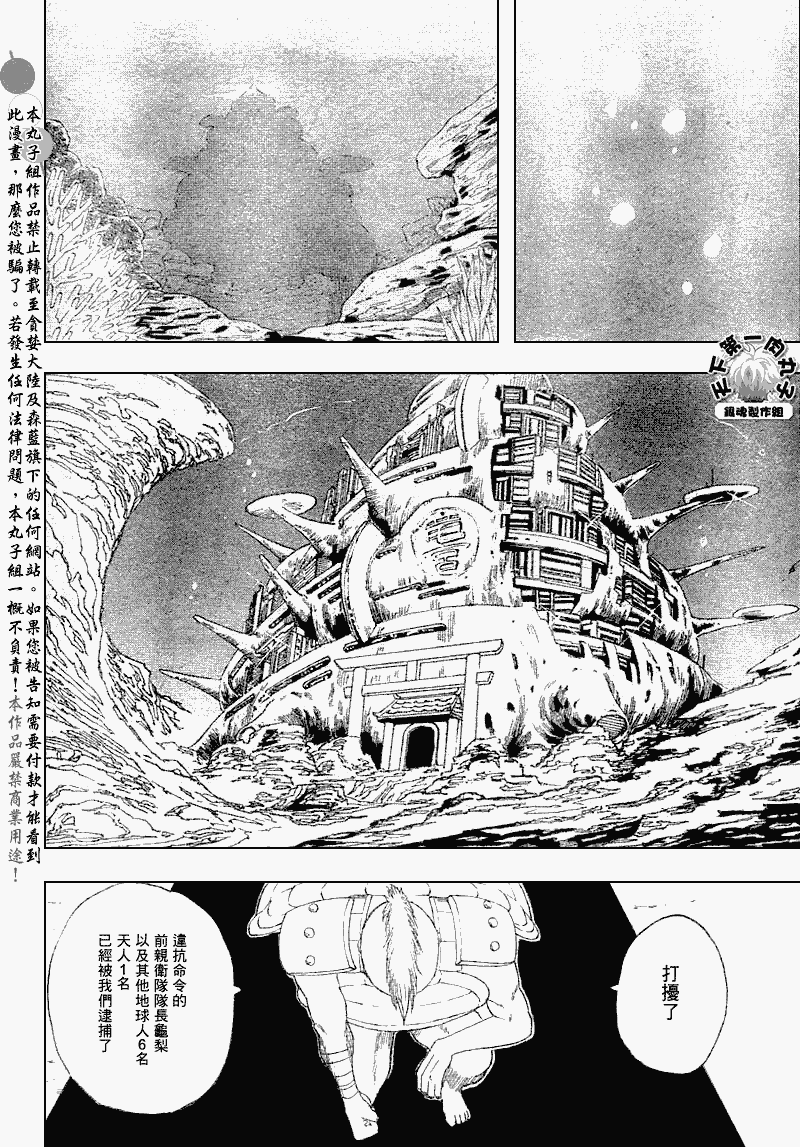 竜宮
打擾了
違抗命令的
前親衛隊隊長龜梨
以及其他地球人6名
天人1名
已經被我們逮捕了
天下第一肉丸子
銀魂製作組
本丸子組作品禁止轉載至貪婪大陸及森藍旗下的任何網站。如果您被告知需要付款才能看到
此漫畫，那麼您被騙了。若發生任何法律問題，本丸子組一概不負責！本作品嚴禁商業用途！